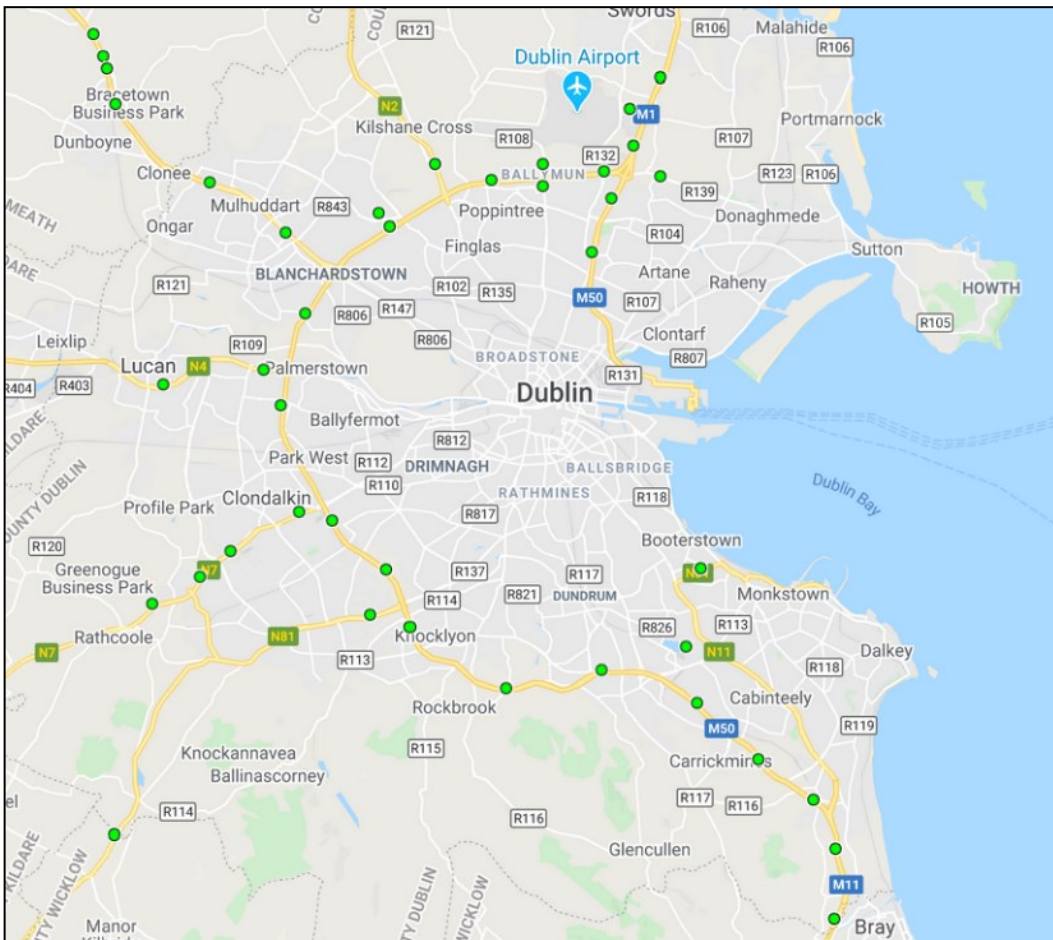 Swords
R106
Malahide
R121
R106
Dublin Airport
Bracetown
Business Park
N2
M1
Portmarnock
Kilshane Cross
R108
R107
Dunboyne
R132
Clonee
BALLYMUN
R123
R106
Mulhuddart
R843
Poppintree
R139
Donaghmede
MEATH
Ongar
Finglas
R104
Sutton
BLANCHARDSTOWN
Artane
Raheny
R121
R102
R135
HOWTH
M50
R107
R806
R147
R105
Leixlip
R806
Clontarf
R109
BROADSTONE
R807
Lucan
N4
Palmerstown
R131
R404
R403
Dublin
Ballyfermot
R812
Park West
R112
DRIMNAGH
BALLSBRIDGE
COUNTY DUBLIN
R110
RATHMINES
R118
Dublin Bay
Clondalkin
Profile Park
R817
R120
Booterstown
Greenogue
Business Park
N7
R137
R117
R114
R821
DUNDRUM
Monkstown
Rathcoole
N81
Knocklyon
R826
R113
N7
R113
N11
R118
Dalkey
Rockbrook
Cabinteely
M50
R119
Knockannavea
R115
Carrickmines
Ballinascorney
R114
R117
R116
R116
Glencullen
KILDARE
COUNTY DUBLIN
M11
Manor
Bray